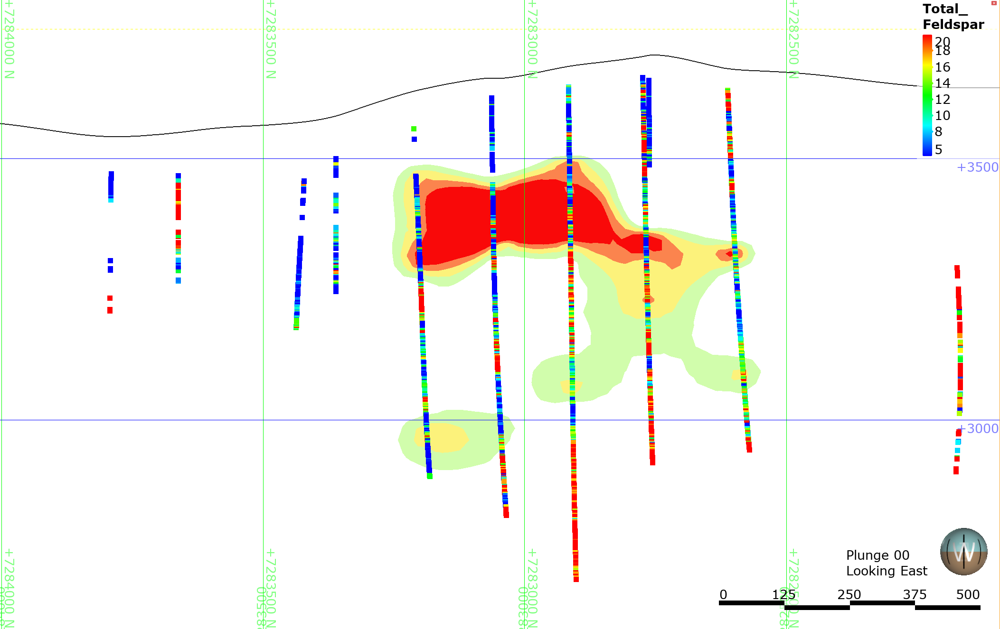 +7284000 N
+7283500 N
+7283000 N
+7282500 N
Total_
Feldspar
20
18
16
14
12
10
8
5
+3500
+3000
W
Plunge 00
Looking East
0 125 250 375 500
+7284000 N
+7283500 N
+7283000 N
+7282500 N